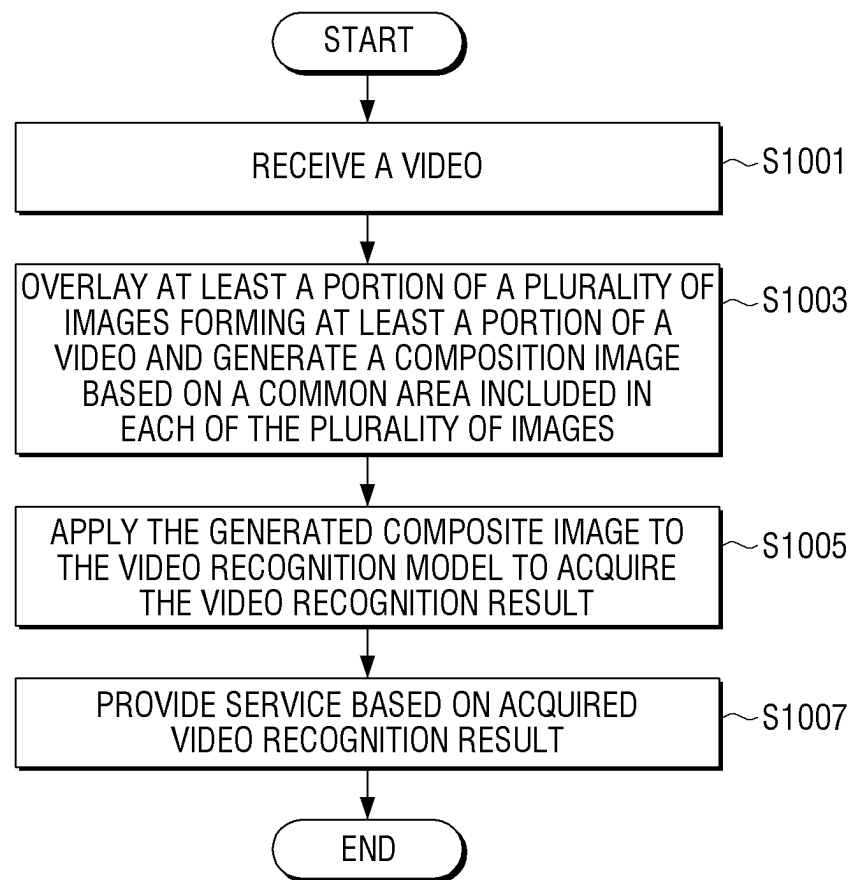 START
RECEIVE A VIDEO
S1001
OVERLAY AT LEAST A PORTION OF A PLURALITY OF
IMAGES FORMING AT LEAST A PORTION OF A
VIDEO AND GENERATE A COMPOSITION IMAGE
BASED ON A COMMON AREA INCLUDED IN
EACH OF THE PLURALITY OF IMAGES
S1003
APPLY THE GENERATED COMPOSITE IMAGE TO
THE VIDEO RECOGNITION MODEL TO ACQUIRE
THE VIDEO RECOGNITION RESULT
S1005
PROVIDE SERVICE BASED ON ACQUIRED
VIDEO RECOGNITION RESULT
S1007
END